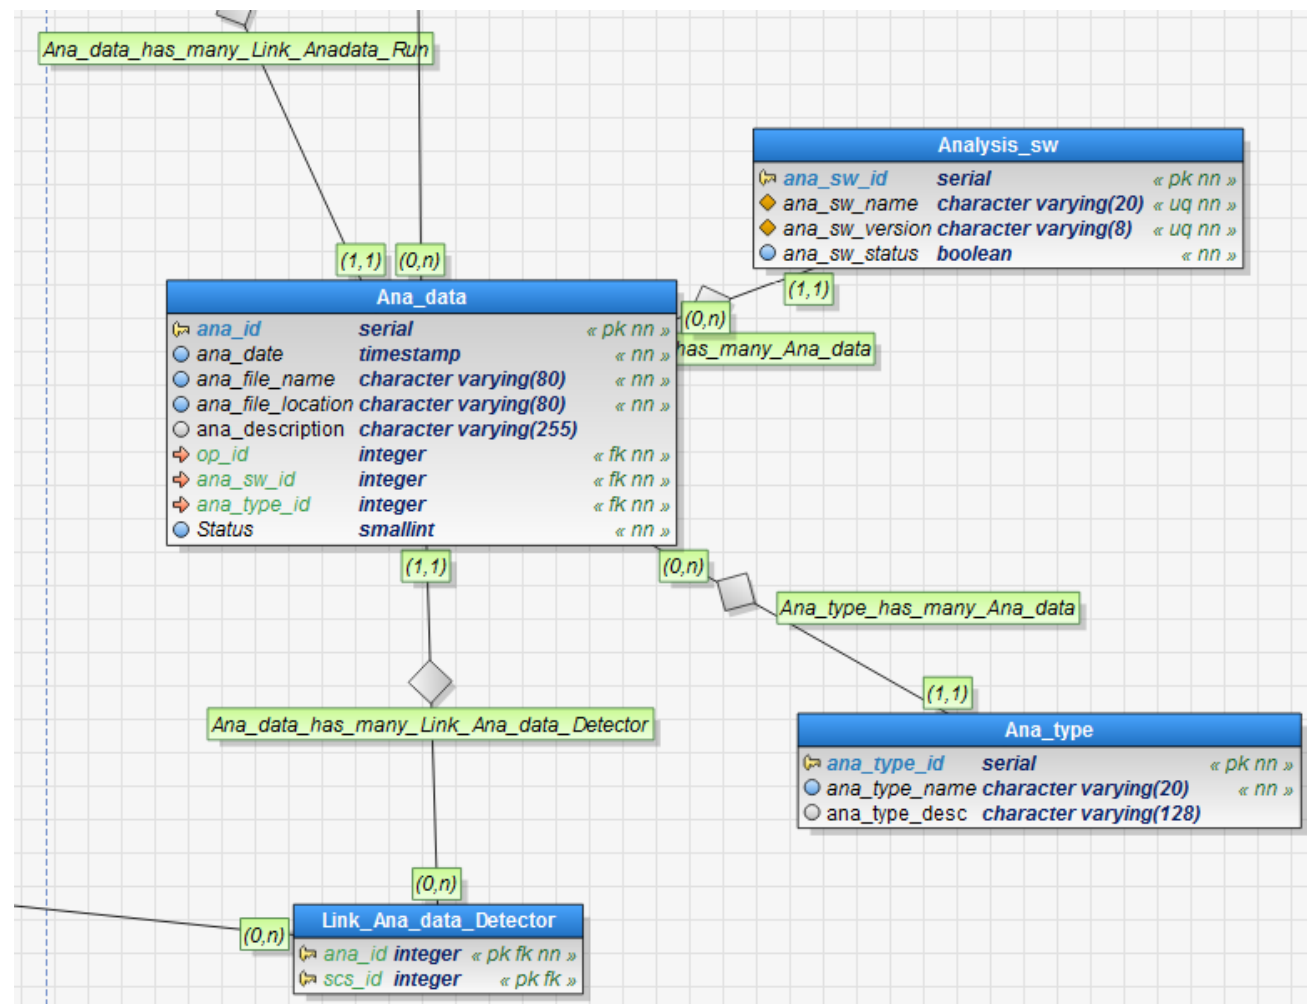 Ana_data_has_many_Link_Anadata_Run
Analysis_sw
ana_sw_id serial « pk nn »
ana_sw_name character varying(20) « uq nn »
ana_sw_version character varying(8) « uq nn »
ana_sw_status boolean « nn »
(1,1) (0,n)
(1,1)
(0,n)
has_many_Ana_data
Ana_data
ana_id serial « pk nn »
ana_date timestamp « nn »
ana_file_name character varying(80) « nn »
ana_file_location character varying(80) « nn »
ana_description character varying(255)
op_id integer « fk nn »
ana_sw_id integer « fk nn »
ana_type_id integer « fk nn »
Status smallint « nn »
(1,1) (0,n)
Ana_type_has_many_Ana_data
(1,1)
Ana_data_has_many_Link_Ana_data_Detector
Ana_type
ana_type_id serial « pk nn »
ana_type_name character varying(20) « nn »
ana_type_desc character varying(128)
(0,n)
(0,n)
Link_Ana_data_Detector
ana_id integer « pk fk nn »
scs_id integer « pk fk »